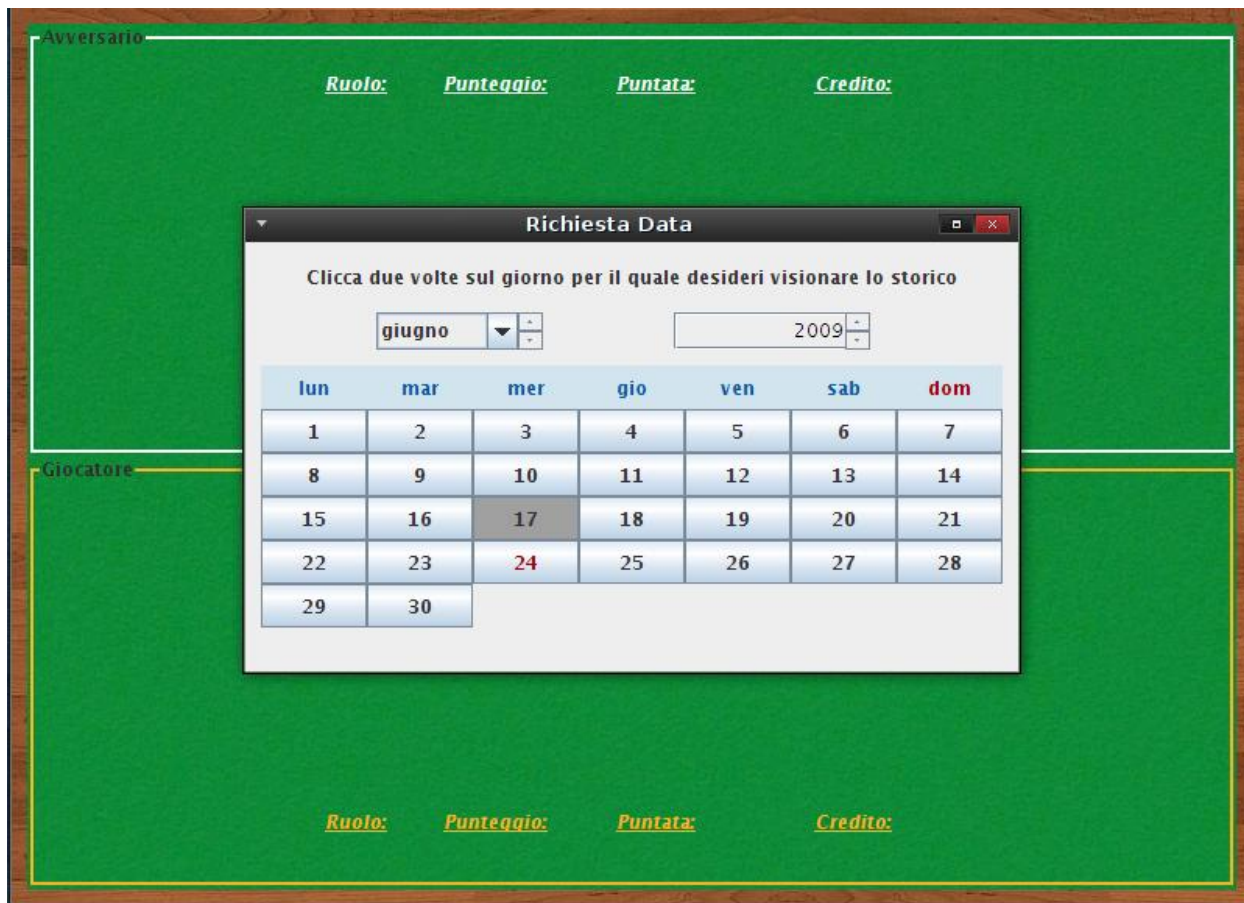 Avversario
Ruolo: Punteggio: Puntata: Credito:
Richiesta Data
Clicca due volte sul giorno per il quale desideri visionare lo storico
giugno 2009
lun mar mer gio ven sab dom
1 2 3 4 5 6 7
8 9 10 11 12 13 14
15 16 17 18 19 20 21
22 23 24 25 26 27 28
29 30
Giocatore
Ruolo: Punteggio: Puntata: Credito: